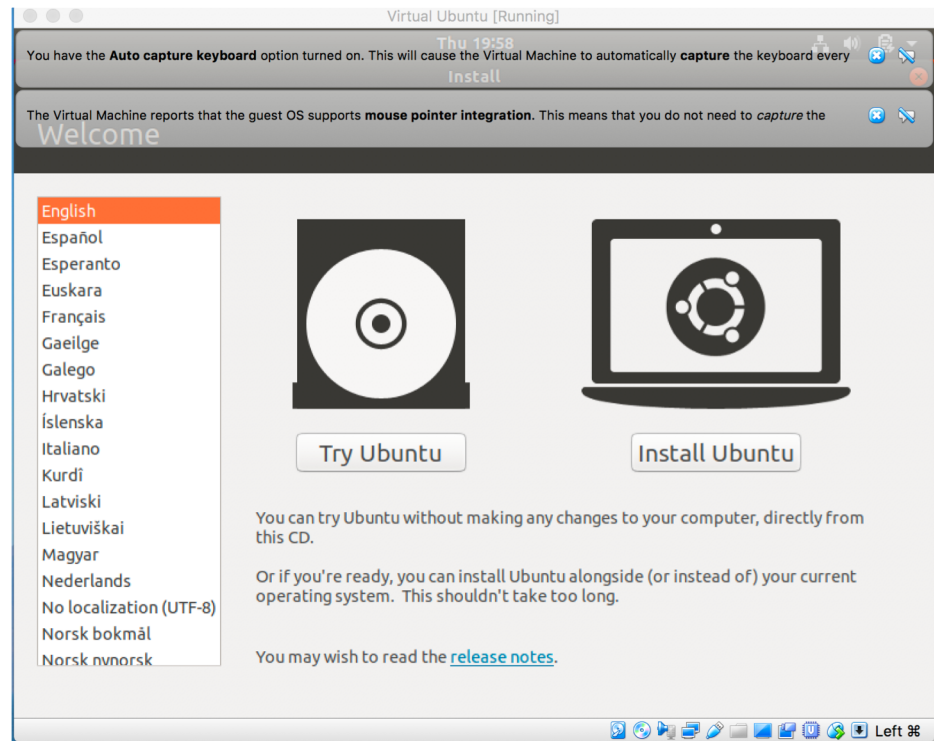 Virtual Ubuntu [Running]
Thu 19:58
You have the Auto capture keyboard option turned on. This will cause the Virtual Machine to automatically capture the keyboard every
Install
The Virtual Machine reports that the guest OS supports mouse pointer integration. This means that you do not need to capture the
Welcome
English
Español
Esperanto
Euskara
Français
Gaeilge
Galego
Hrvatski
Íslenska
Italiano
Kurdî
Latviski
Lietuviškai
Magyar
Nederlands
No localization (UTF-8)
Norsk bokmål
Norsk nynorsk
Try Ubuntu
Install Ubuntu
You can try Ubuntu without making any changes to your computer, directly from
this CD.
Or if you're ready, you can install Ubuntu alongside (or instead of) your current
operating system. This shouldn't take too long.
You may wish to read the release notes.
Left ⌘